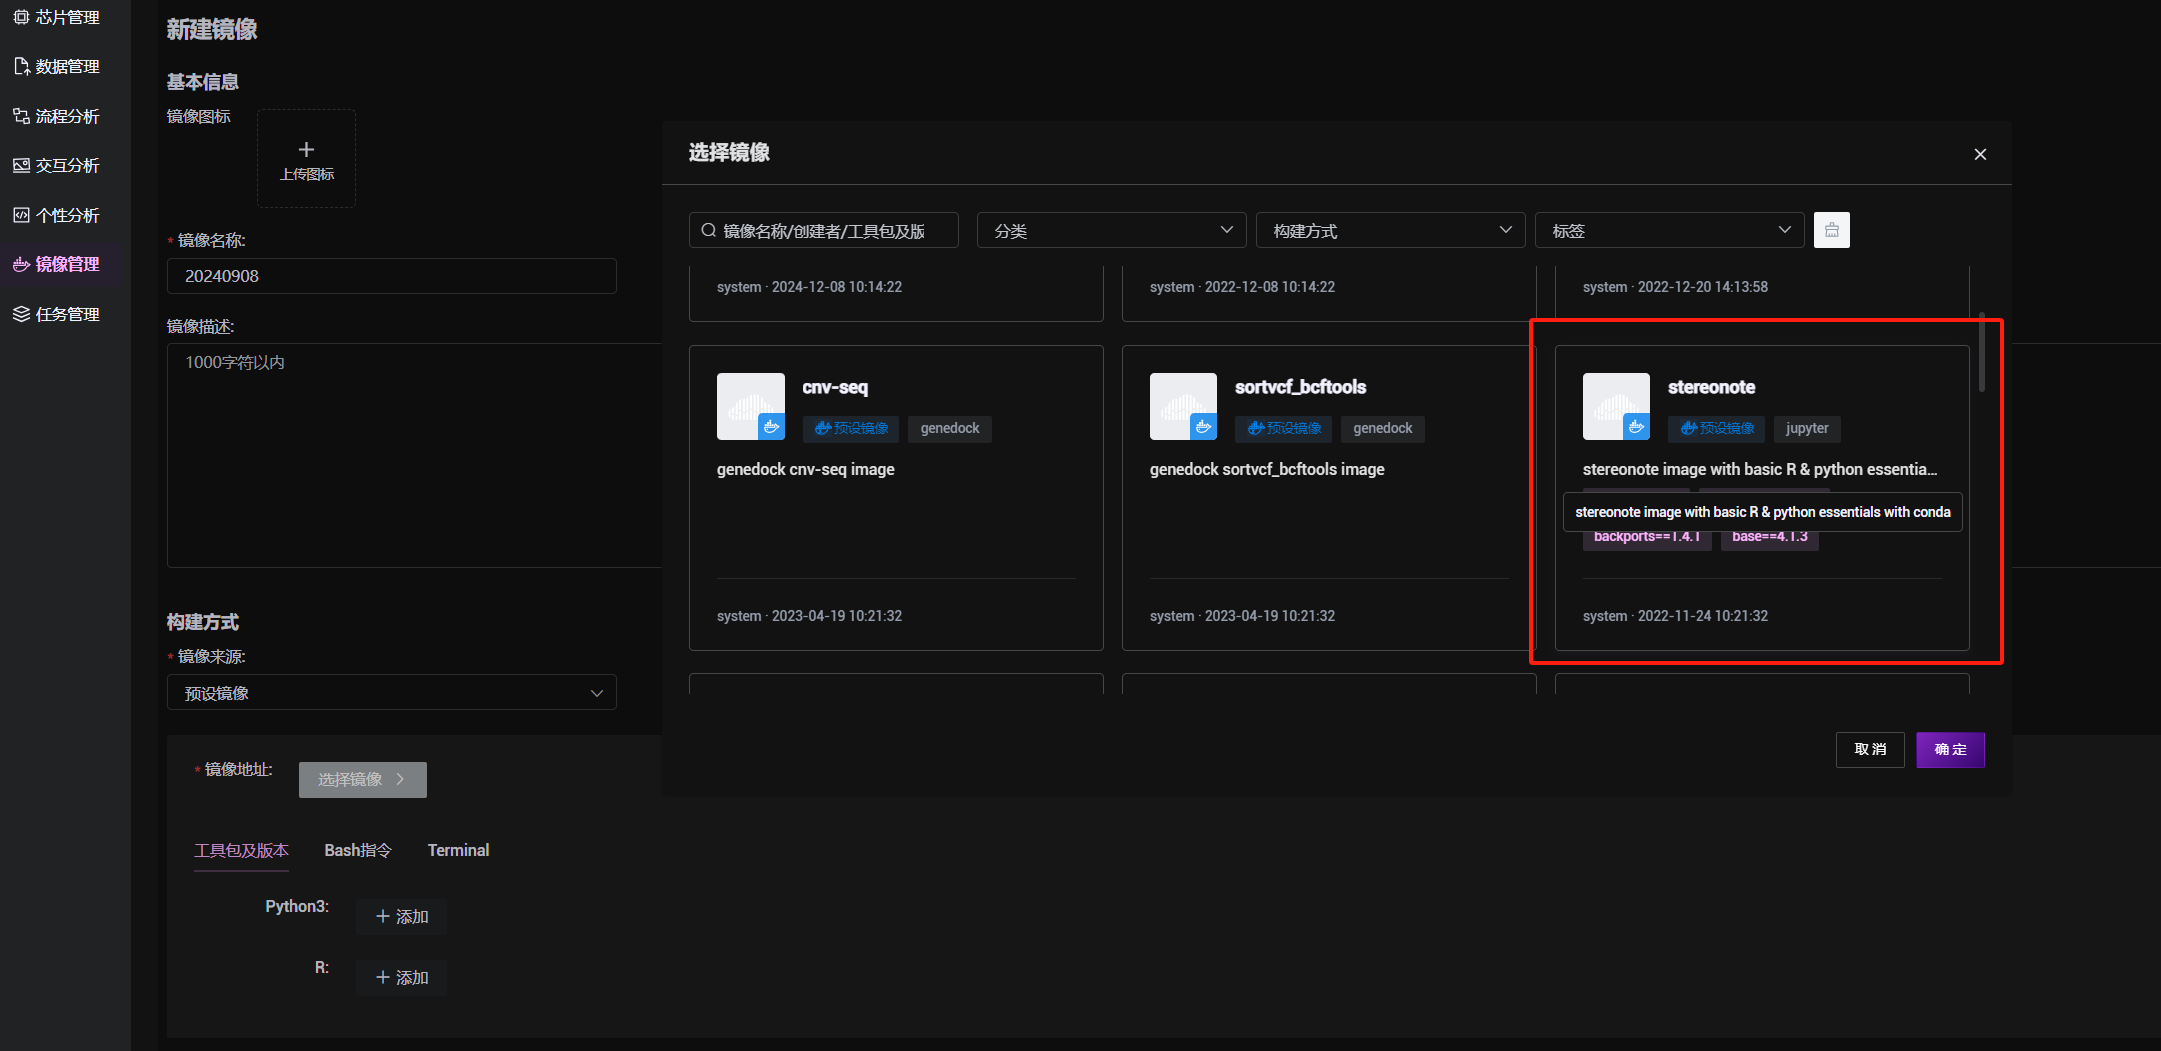 芯片管理
数据管理
流程分析
交互分析
个性分析
镜像管理
任务管理
新建镜像
基本信息
镜像图标
上传图标
* 镜像名称:
20240908
镜像描述:
1000字符以内
构建方式
* 镜像来源:
预设镜像
* 镜像地址:
选择镜像
工具包及版本 Bash指令 Terminal
Python3:
添加
R:
添加
选择镜像
镜像名称/创建者/工具包及版 分类 构建方式 标签
system · 2024-12-08 10:14:22
system · 2022-12-08 10:14:22
system · 2022-12-20 14:13:58
cnv-seq
预设镜像 genedock
genedock cnv-seq image
system · 2023-04-19 10:21:32
sortvcf_bcftools
预设镜像 genedock
genedock sortvcf_bcftools image
system · 2023-04-19 10:21:32
stereonote
预设镜像 jupyter
stereonote image with basic R & python essentia...
stereonote image with basic R & python essentials with conda
backports==1.4.1 base==4.1.3
system · 2022-11-24 10:21:32
取消 确定